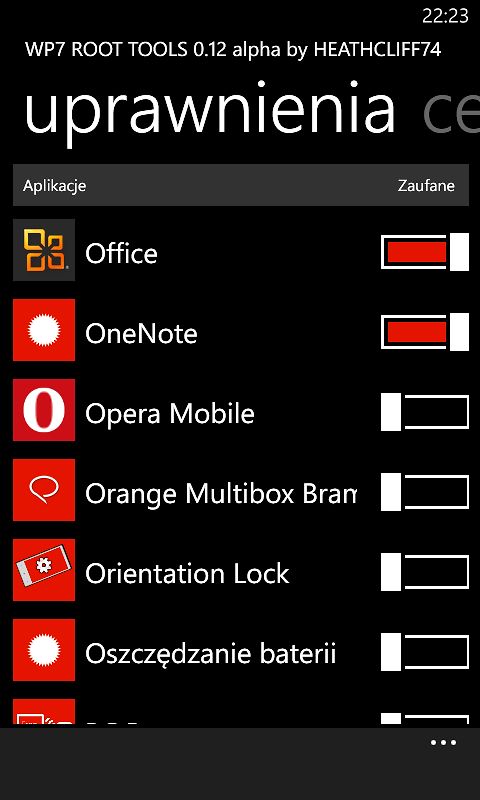 22:23
WP7 ROOT TOOLS 0.12 alpha by HEATHCLIFF74
uprawnienia ce
Aplikacje Zaufane
Office
OneNote
Opera Mobile
Orange Multibox Bram
Orientation Lock
Oszczędzanie baterii